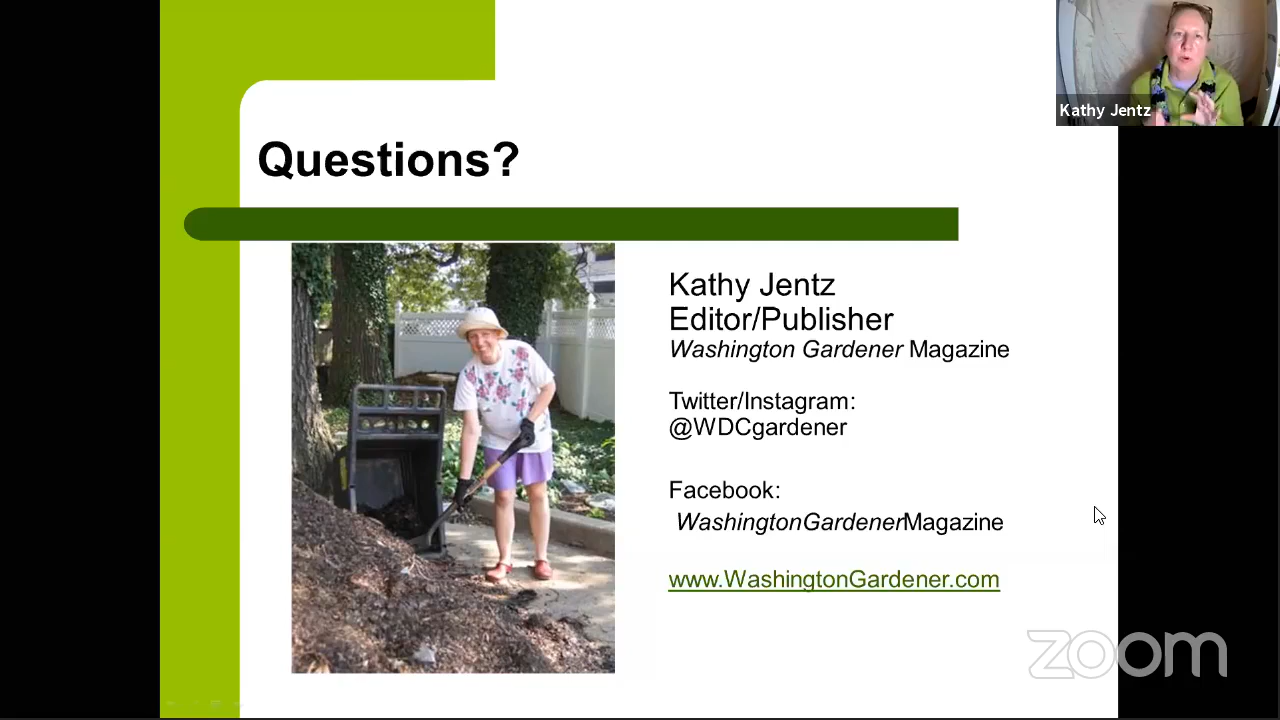 Kathy Jentz
Questions?
Kathy Jentz
Editor/Publisher
Washington Gardener Magazine
Twitter/Instagram:
@WDCgardener
Facebook:
WashingtonGardenerMagazine
www.WashingtonGardener.com
zoom